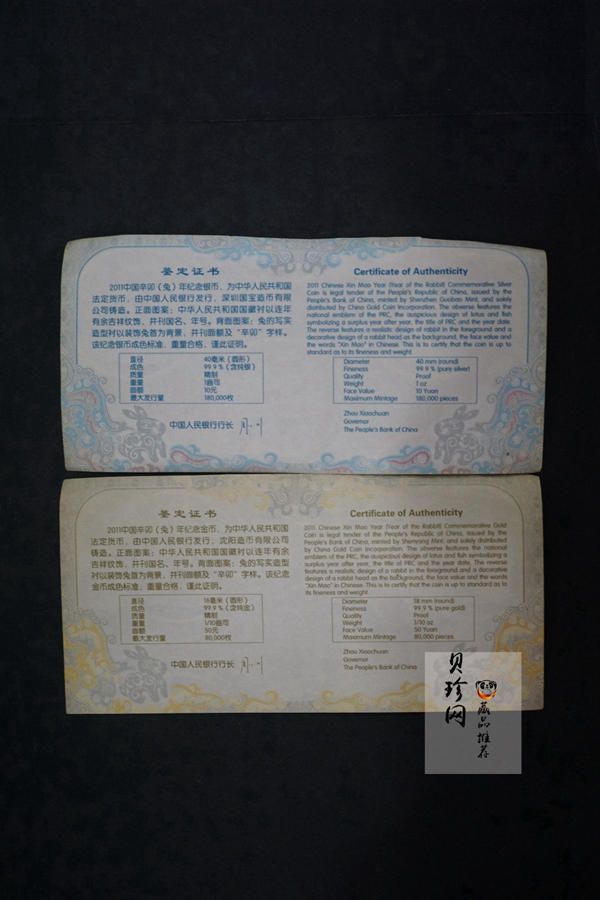 鉴定证书
2011中国辛卯（兔）年纪念银币，为中华人民共和国
法定货币，由中国人民银行发行，深圳国宝造币有限
公司铸造。正面图案：中华人民共和国国徽衬以连年
有余吉祥纹饰，并刊国名、年号。背面图案：兔的写实
造型衬以装饰兔首为背景，并刊面额及“辛卯”字样。
该纪念银币成色标准，重量合格，谨此证明。
直径 40毫米（圆形）
成色 99.9％（含纯银）
质量 精制
重量 1盎司
面额 10元
最大发行量 180,000枚
中国人民银行行长
Certificate of Authenticity
2011 Chinese Xin Mao Year (Year of the Rabbit) Commemorative Silver
Coin is legal tender of the People's Republic of China, issued by the
People's Bank of China, minted by Shenzhen Guobao Mint, and solely
distributed by China Gold Coin Incorporation. The obverse features the
national emblem of the PRC, the auspicious design of lotus and fish
symbolizing a surplus year after year, the title of PRC, and the year date.
The reverse features a realistic design of rabbit in the foreground and a
decorative design of a rabbit head as the background, the face value and
the words "Xin Mao" in Chinese. This is to certify that the coin is up to
standard as to its fineness and weight.
Diameter 40 mm (round)
Fineness 99.9 % (pure silver)
Quality Proof
Weight 1 oz
Face Value 10 Yuan
Maximum Mintage 180,000 pieces
Zhou Xiaochuan
Governor
The People's Bank of China
鉴定证书
2011中国辛卯（兔）年纪念金币，为中华人民共和国
法定货币，由中国人民银行发行，沈阳造币有限公司
铸造。正面图案：中华人民共和国国徽衬以连年有余
吉祥纹饰，并刊国名、年号。背面图案：兔的写实造型
衬以装饰兔首为背景，并刊面额及“辛卯”字样。该纪念
金币成色标准，重量合格，谨此证明。
直径 18毫米（圆形）
成色 99.9％（含纯金）
质量 精制
重量 1/10盎司
面额 50元
最大发行量 80,000枚
中国人民银行行长
Certificate of Authenticity
2011 Chinese Xin Mao Year (Year of the Rabbit) Commemorative Gold
Coin is legal tender of the People's Republic of China, issued by the
People's Bank of China, minted by Shenyang Mint, and solely distributed
by China Gold Coin Incorporation. The obverse features the national
emblem of the PRC, the auspicious design of lotus and fish symbolizing a
surplus year after year, the title of PRC and the year date. The reverse
features a realistic design of a rabbit in the foreground and a decorative
design of a rabbit head as the background, the face value and the words
"Xin Mao" in Chinese. This is to certify that the coin is up to standard as to
its fineness and weight
Diameter 18 mm (round)
Fineness 99.9 % (pure gold)
Quality Proof
Weight 1/10 oz
Face Value 50 Yuan
Maximum Mintage 80,000 pieces
Zhou Xiaochuan
Governor
The People's Bank of China
贝珍网
藏品推荐